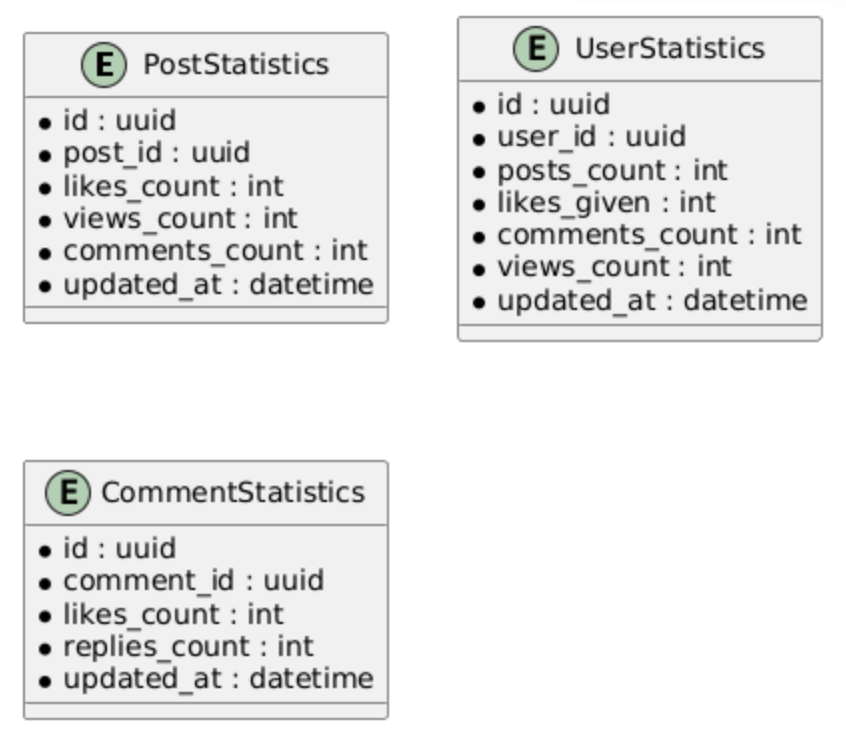 E PostStatistics
id : uuid
post_id : uuid
likes_count : int
views_count : int
comments_count : int
updated_at : datetime
E UserStatistics
id : uuid
user_id : uuid
posts_count : int
likes_given : int
comments_count : int
views_count : int
updated_at : datetime
E CommentStatistics
id : uuid
comment_id : uuid
likes_count : int
replies_count : int
updated_at : datetime